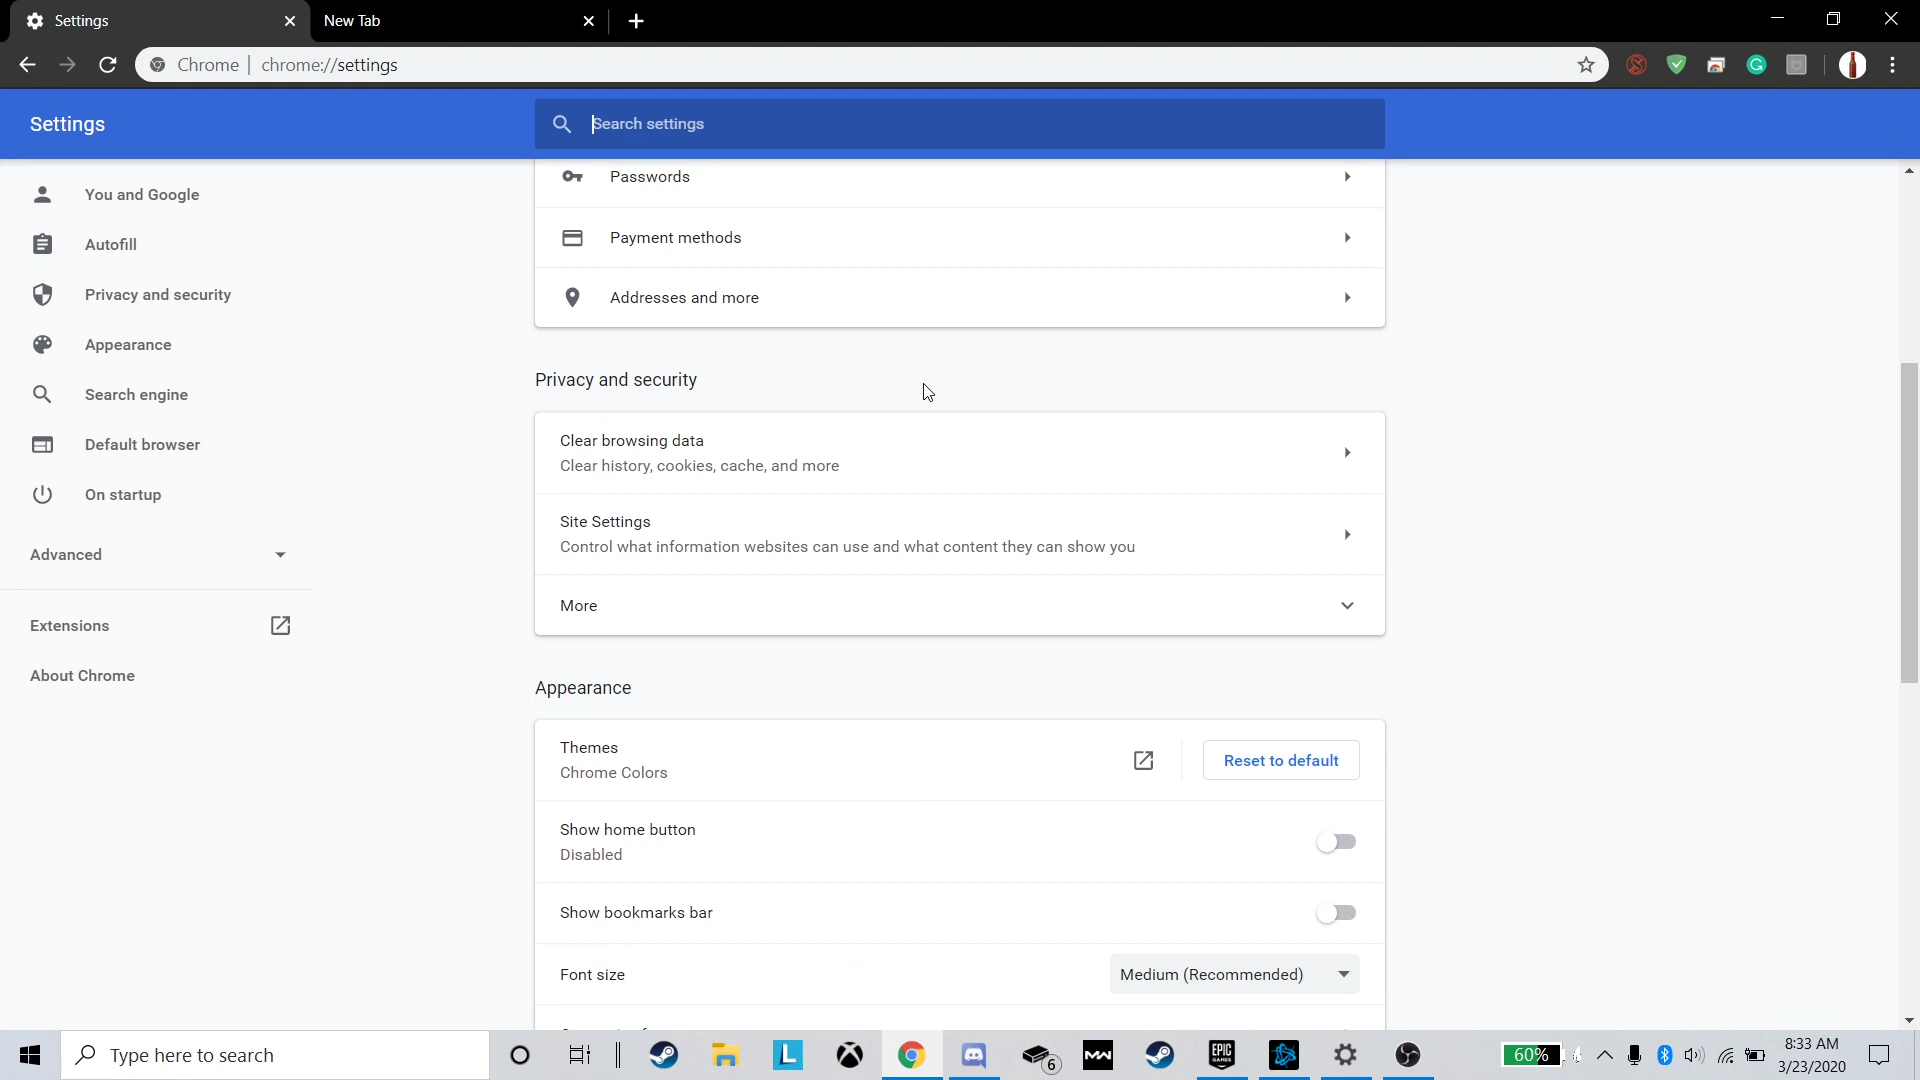 Settings
New Tab
Chrome | chrome://settings
Settings
Search settings
You and Google
Autofill
Privacy and security
Appearance
Search engine
Default browser
On startup
Advanced
Extensions
About Chrome
Passwords
Payment methods
Addresses and more
Privacy and security
Clear browsing data
Clear history, cookies, cache, and more
Site Settings
Control what information websites can use and what content they can show you
More
Appearance
Themes
Chrome Colors
Reset to default
Show home button
Disabled
Show bookmarks bar
Font size
Medium (Recommended)
Type here to search
L
6
MW
EPIC
GAMES
60%
8:33 AM
3/23/2020